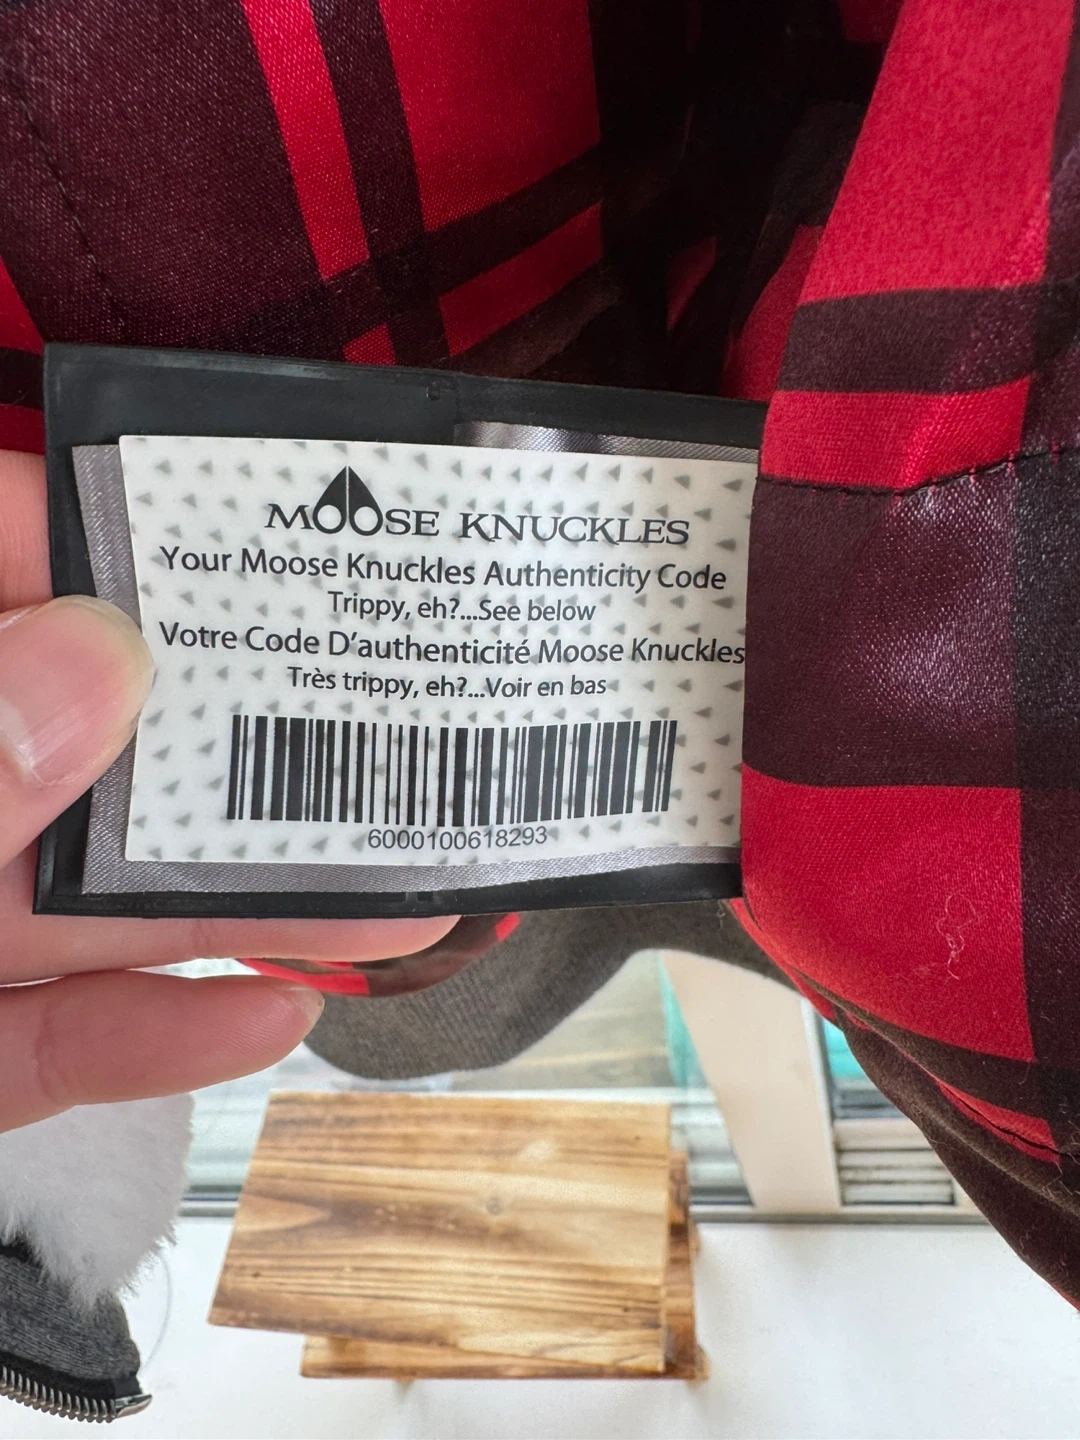 MOOSE KNUCKLES
Your Moose Knuckles Authenticity Code
Trippy, eh?...See below
Votre Code D'authenticité Moose Knuckles
Très trippy, eh?...Voir en bas
6000100618293